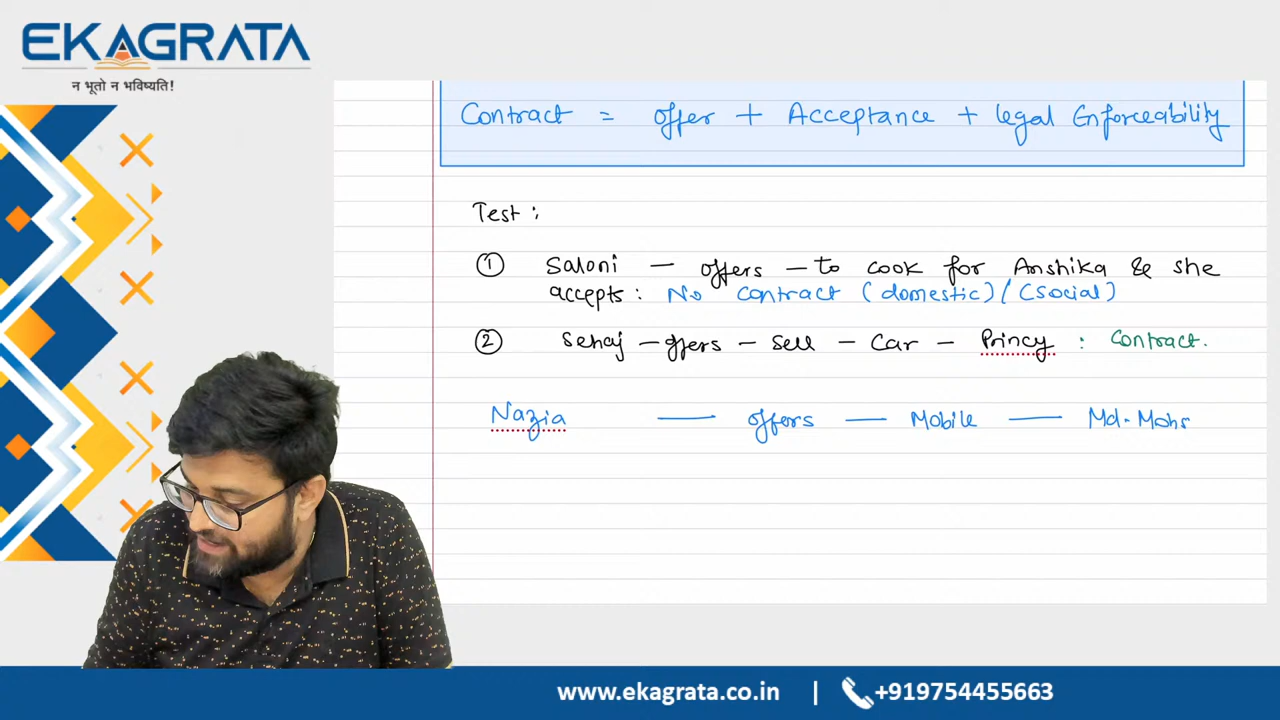 EKAGRATA
न भूतो न भविष्यति!
Contract = offer + Acceptance + legal Enforceability
Test :
① Saloni — offers — to cook for Anshika & she
accepts : No contract (domestic) / (social)
② Sehaj — offers — sell — car — Princy : Contract.
Nazia — offers — Mobile — Md. Mohs
www.ekagrata.co.in | +919754455663